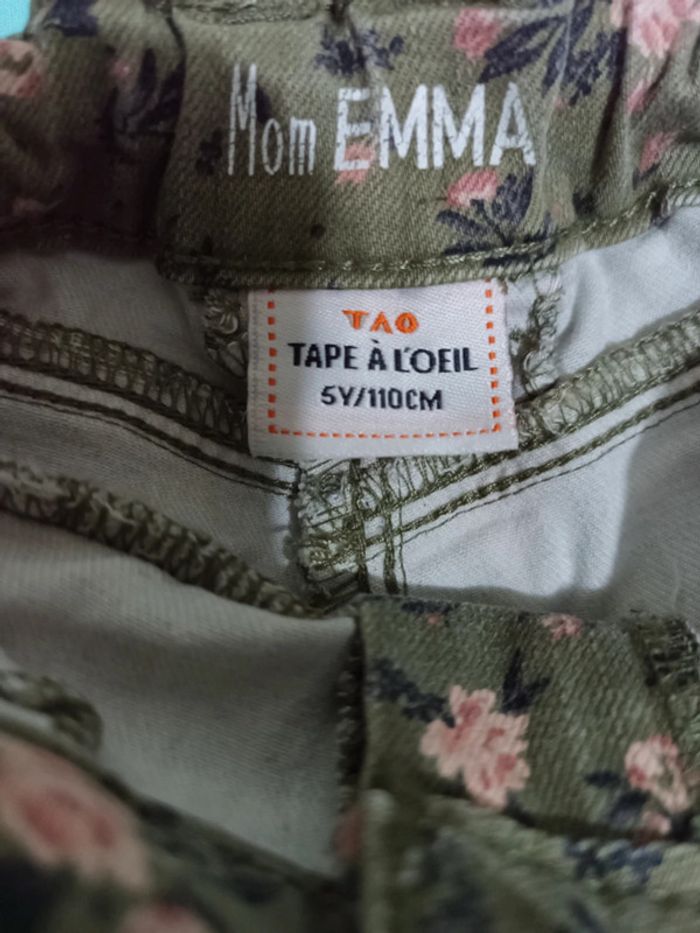 Mom EMMA
TAO
TAPE À L'OEIL
5Y/110CM